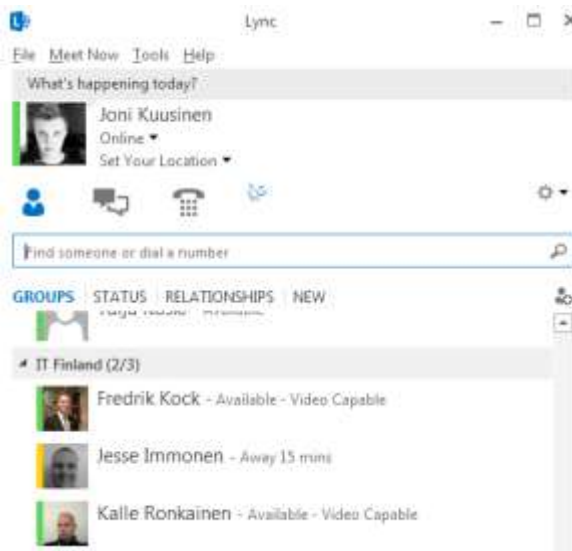 Lync
File Meet Now Tools Help
What's happening today?
Joni Kuusinen
Online
Set Your Location
Find someone or dial a number
GROUPS STATUS RELATIONSHIPS NEW
IT Finland (2/3)
Fredrik Kock - Available - Video Capable
Jesse Immonen - Away 15 mins
Kalle Ronkainen - Available - Video Capable